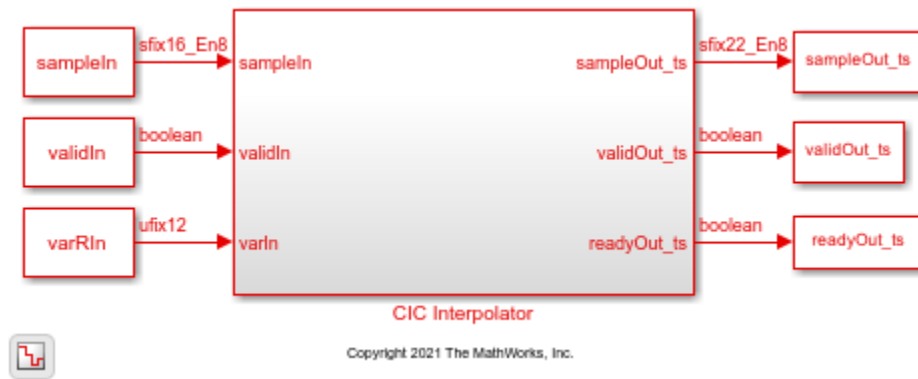 sfix16_En8
sfix22_En8
sampleIn
sampleIn
sampleOut_ts
sampleOut_ts
boolean
boolean
validIn
validIn
validOut_ts
validOut_ts
ufix12
boolean
varRIn
varIn
readyOut_ts
readyOut_ts
CIC Interpolator
Copyright 2021 The MathWorks, Inc.